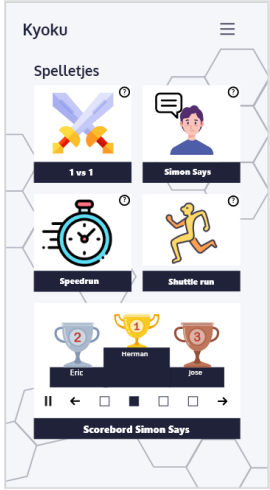 Kyoku
Spelletjes
?
?
1 vs 1
Simon Says
?
?
Speedrun
Shuttle run
2
1
3
Herman
Eric
Jose
Scorebord Simon Says